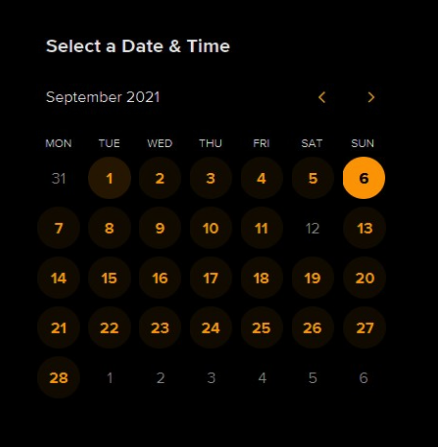 Select a Date & Time
September 2021
MON TUE WED THU FRI SAT SUN
31 1 2 3 4 5 6
7 8 9 10 11 12 13
14 15 16 17 18 19 20
21 22 23 24 25 26 27
28 1 2 3 4 5 6